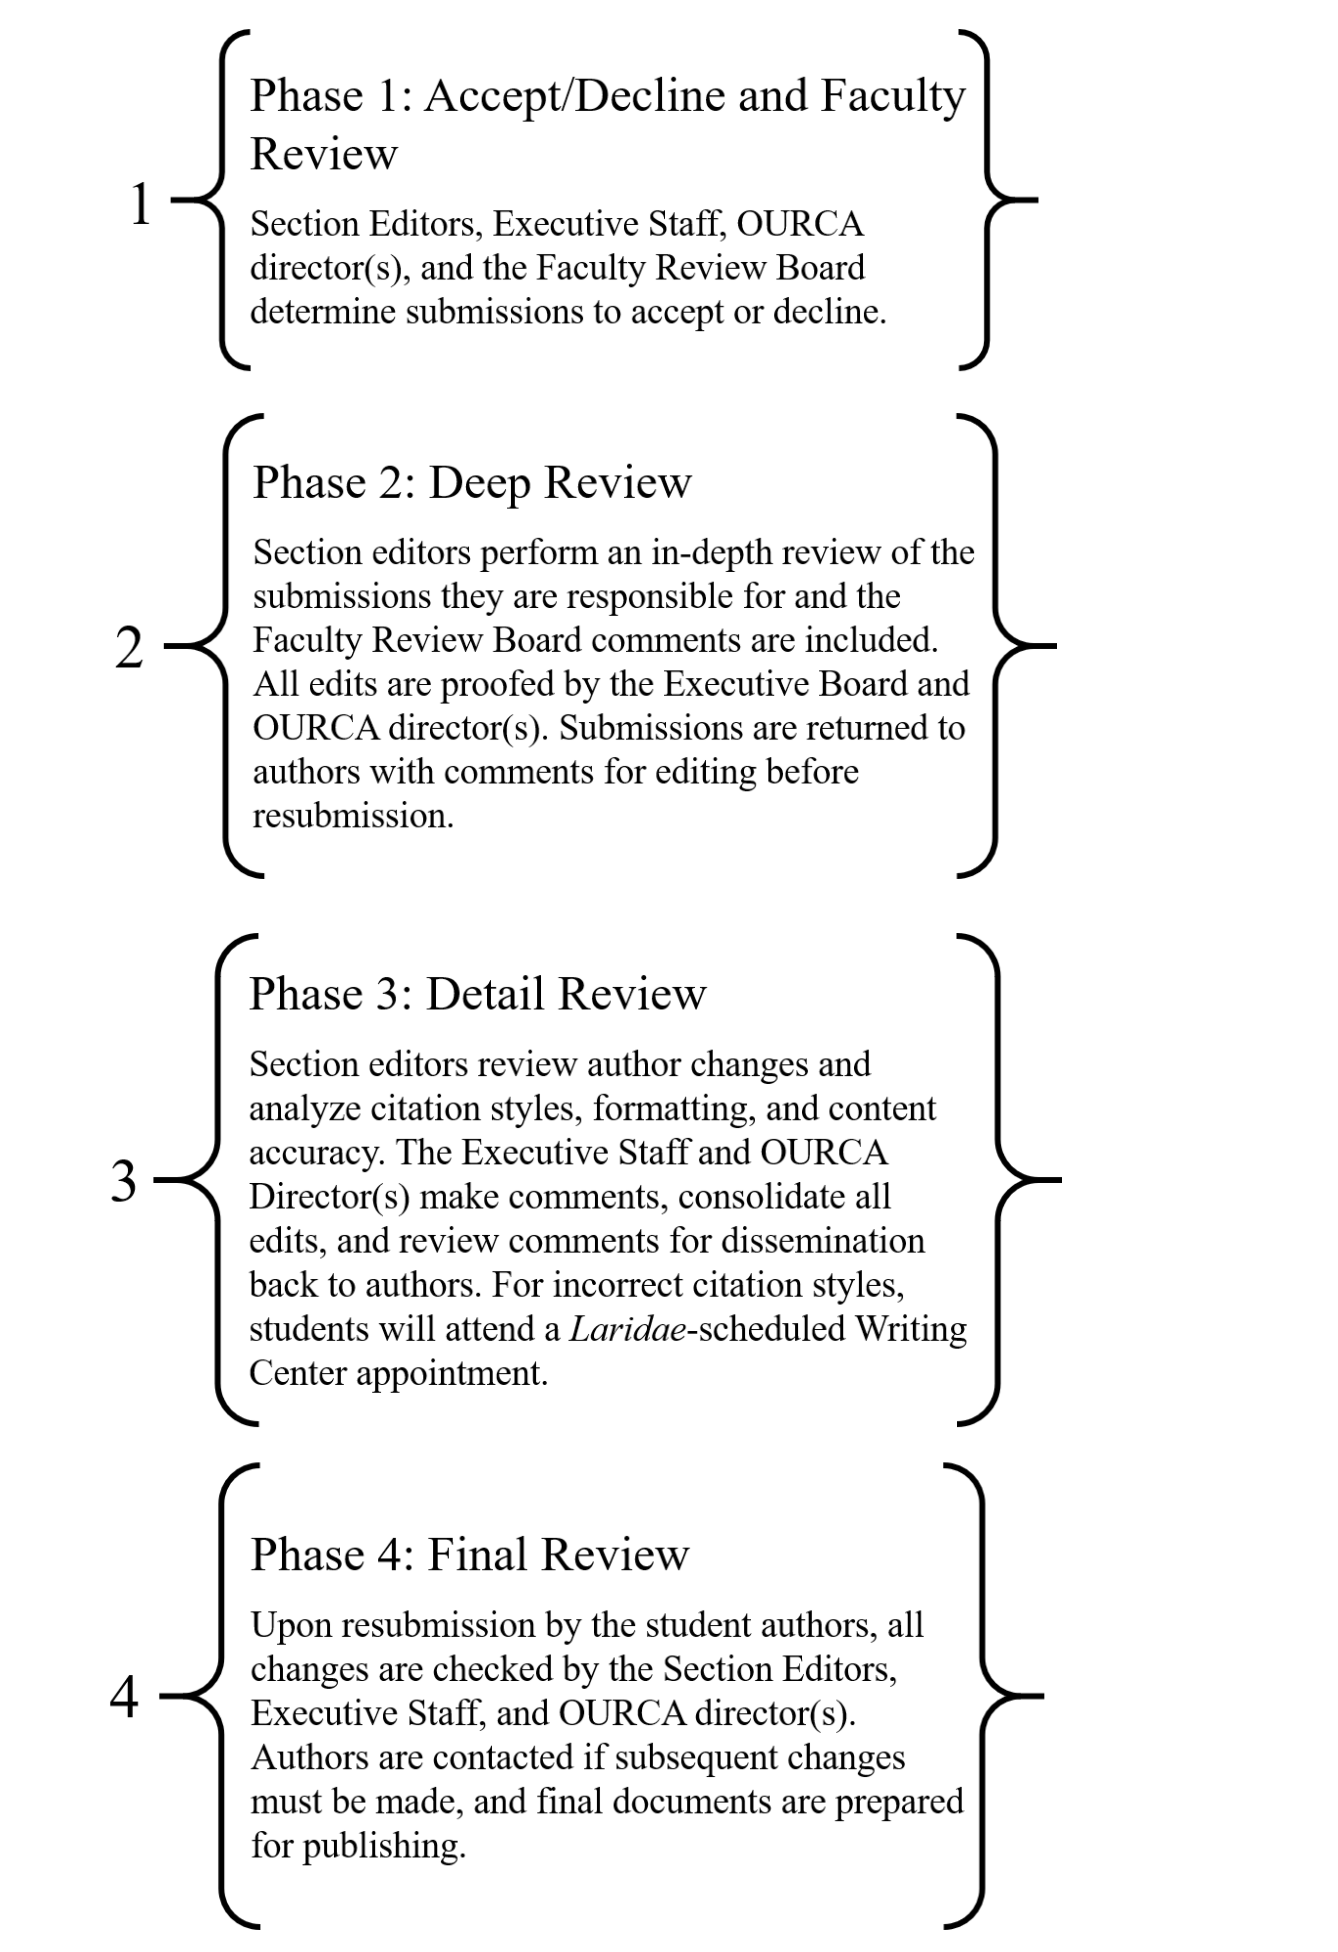 Phase 1: Accept/Decline and Faculty
Review
1
Section Editors, Executive Staff, OURCA
director(s), and the Faculty Review Board
determine submissions to accept or decline.
Phase 2: Deep Review
Section editors perform an in-depth review of the
submissions they are responsible for and the
2
Faculty Review Board comments are included.
All edits are proofed by the Executive Board and
OURCA director(s). Submissions are returned to
authors with comments for editing before
resubmission.
Phase 3: Detail Review
Section editors review author changes and
analyze citation styles, formatting, and content
accuracy. The Executive Staff and OURCA
3
Director(s) make comments, consolidate all
edits, and review comments for dissemination
back to authors. For incorrect citation styles,
students will attend a Laridae-scheduled Writing
Center appointment.
Phase 4: Final Review
Upon resubmission by the student authors, all
changes are checked by the Section Editors,
4
Executive Staff, and OURCA director(s).
Authors are contacted if subsequent changes
must be made, and final documents are prepared
for publishing.